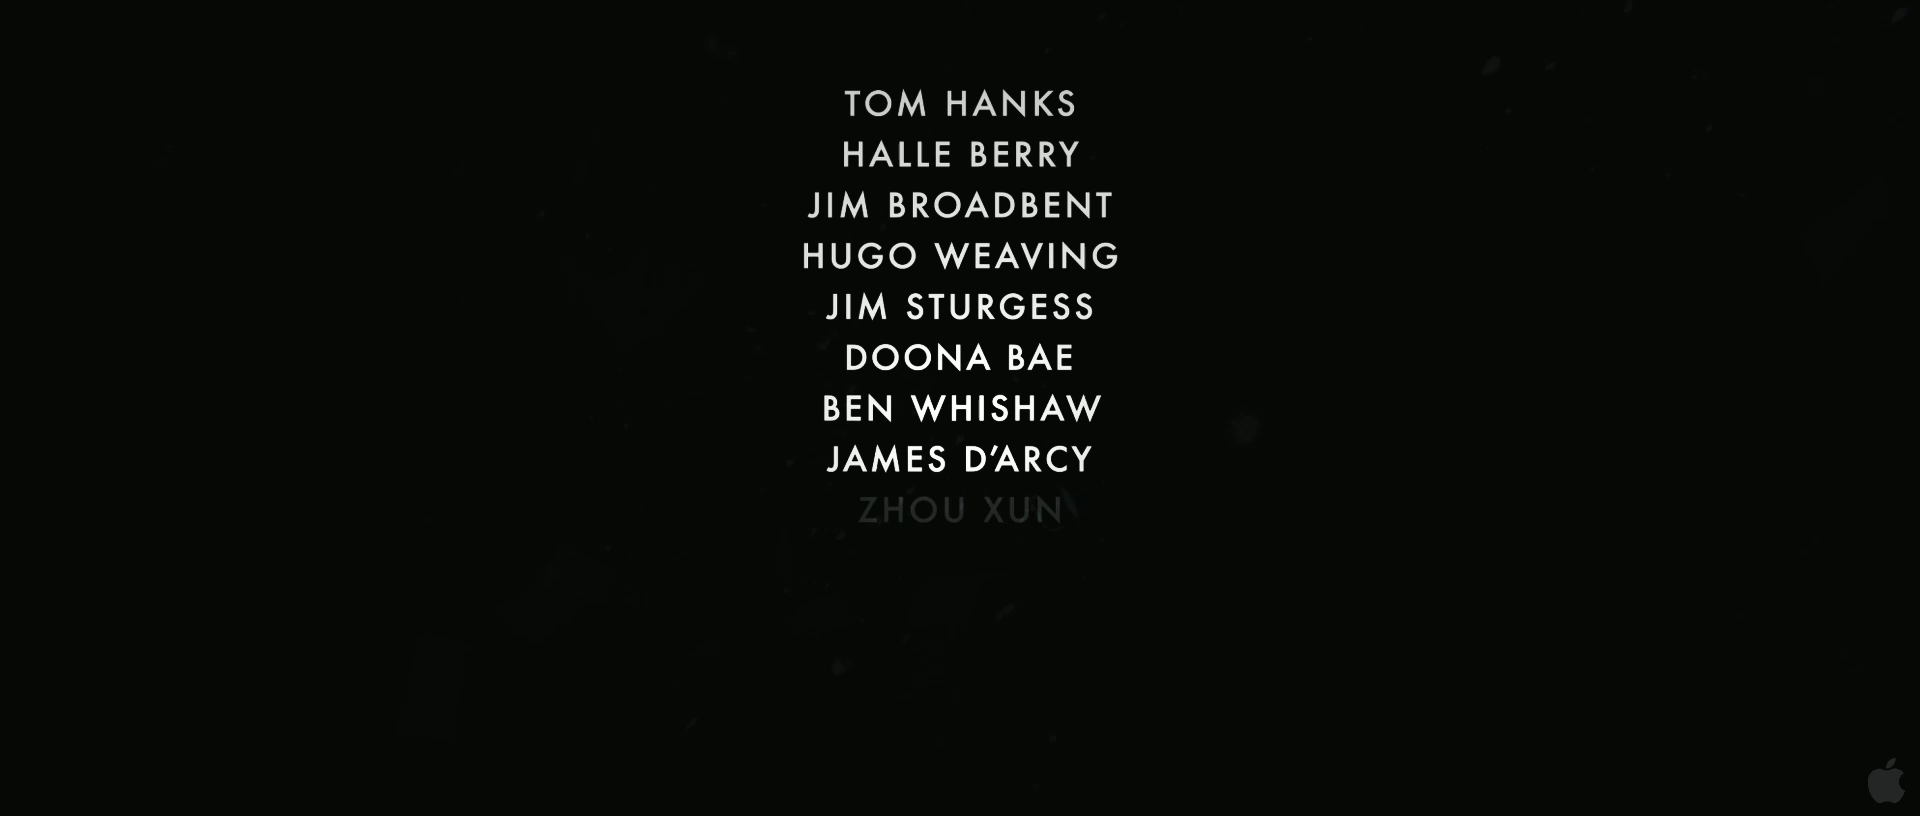 TOM HANKS
HALLE BERRY
JIM BROADBENT
HUGO WEAVING
JIM STURGESS
DOONA BAE
BEN WHISHAW
JAMES D’ARCY
ZHOU XUN